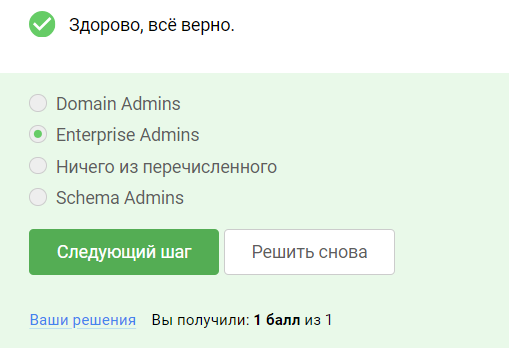 Здорово, всё верно.
Domain Admins
Enterprise Admins
Ничего из перечисленного
Schema Admins
Следующий шаг Решить снова
Ваши решения Вы получили: 1 балл из 1